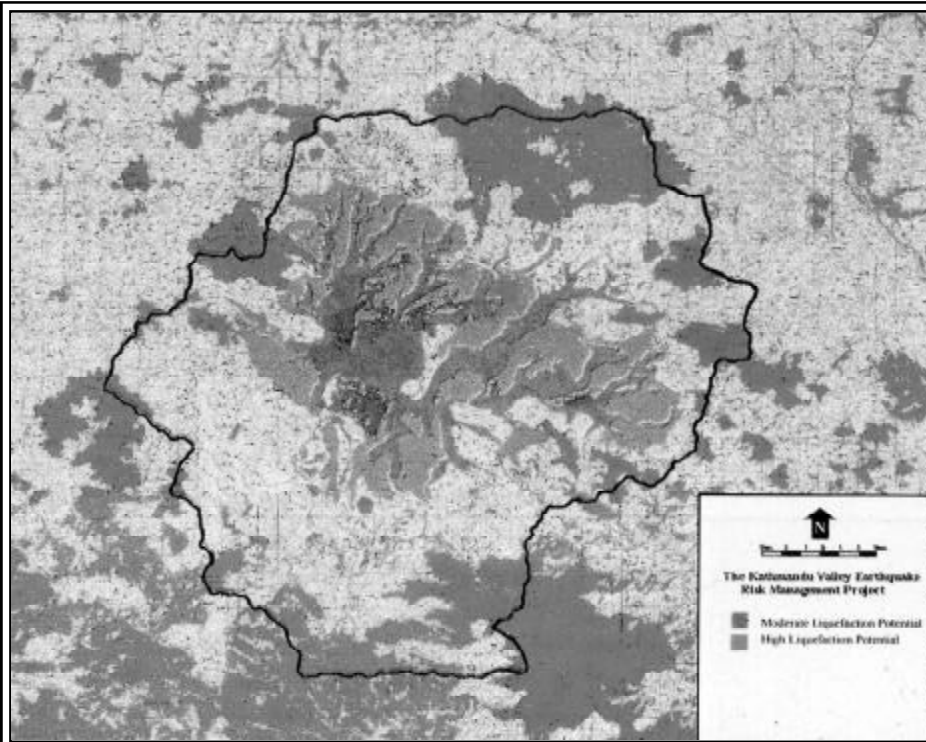 N
The Kathmandu Valley Earthquake
Risk Management Project
Moderate Liquefaction Potential
High Liquefaction Potential